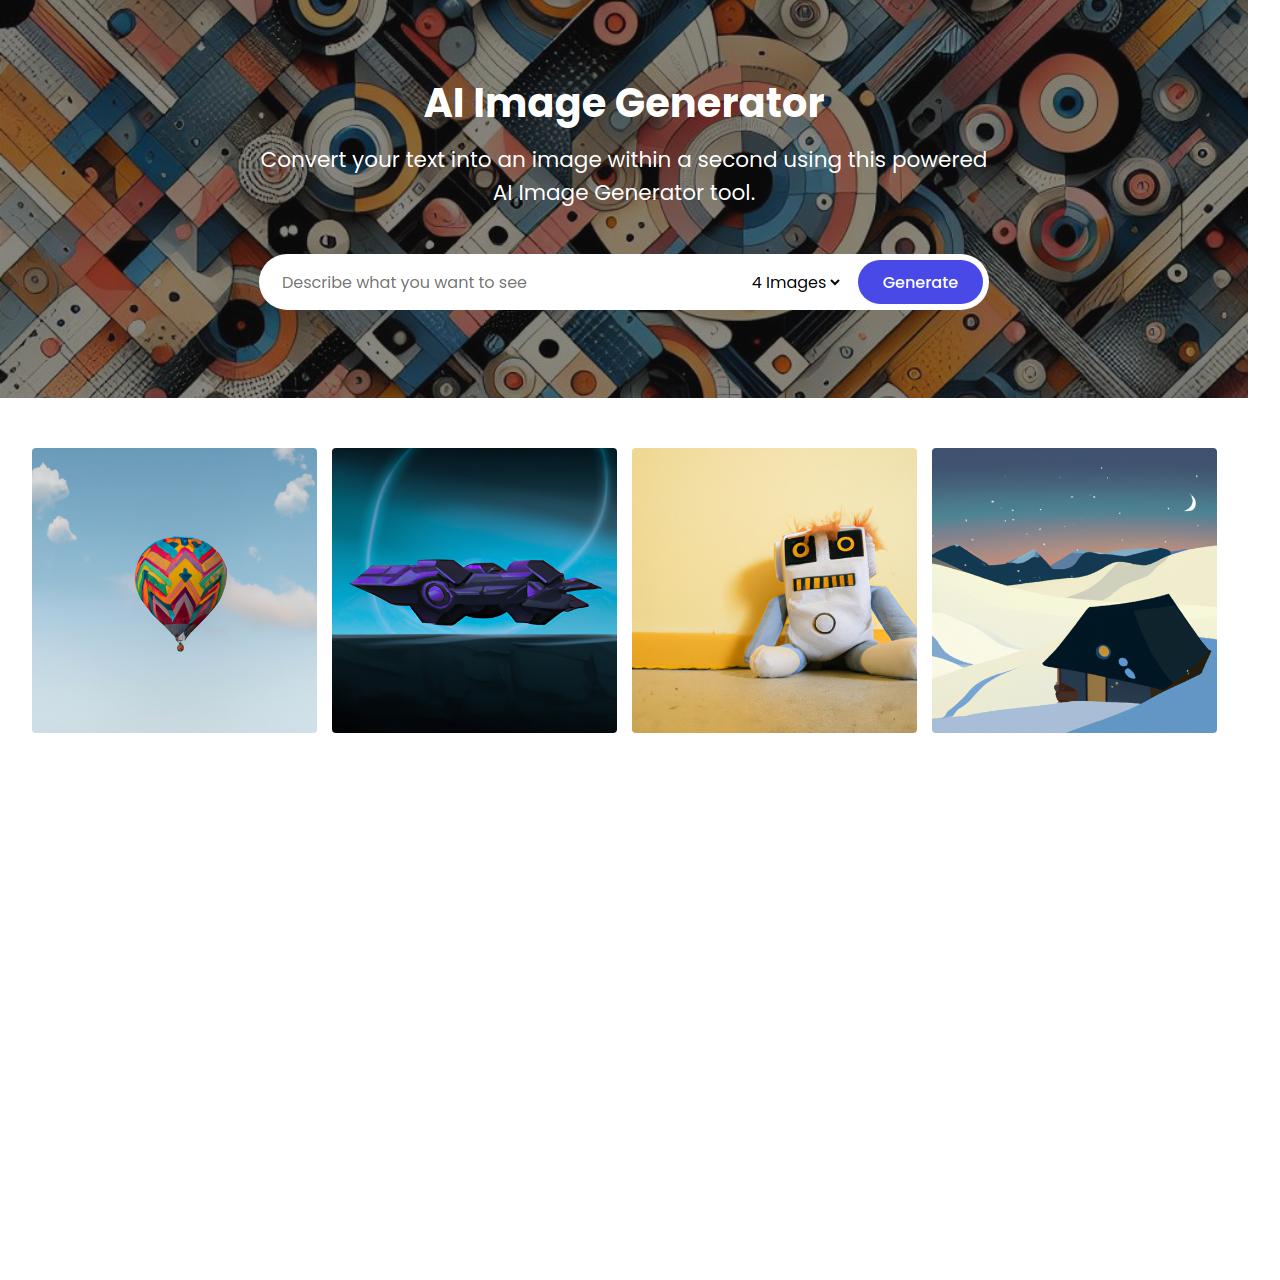 AI Image Generator
Convert your text into an image within a second using this powered
AI Image Generator tool.
Describe what you want to see
4 Images
Generate